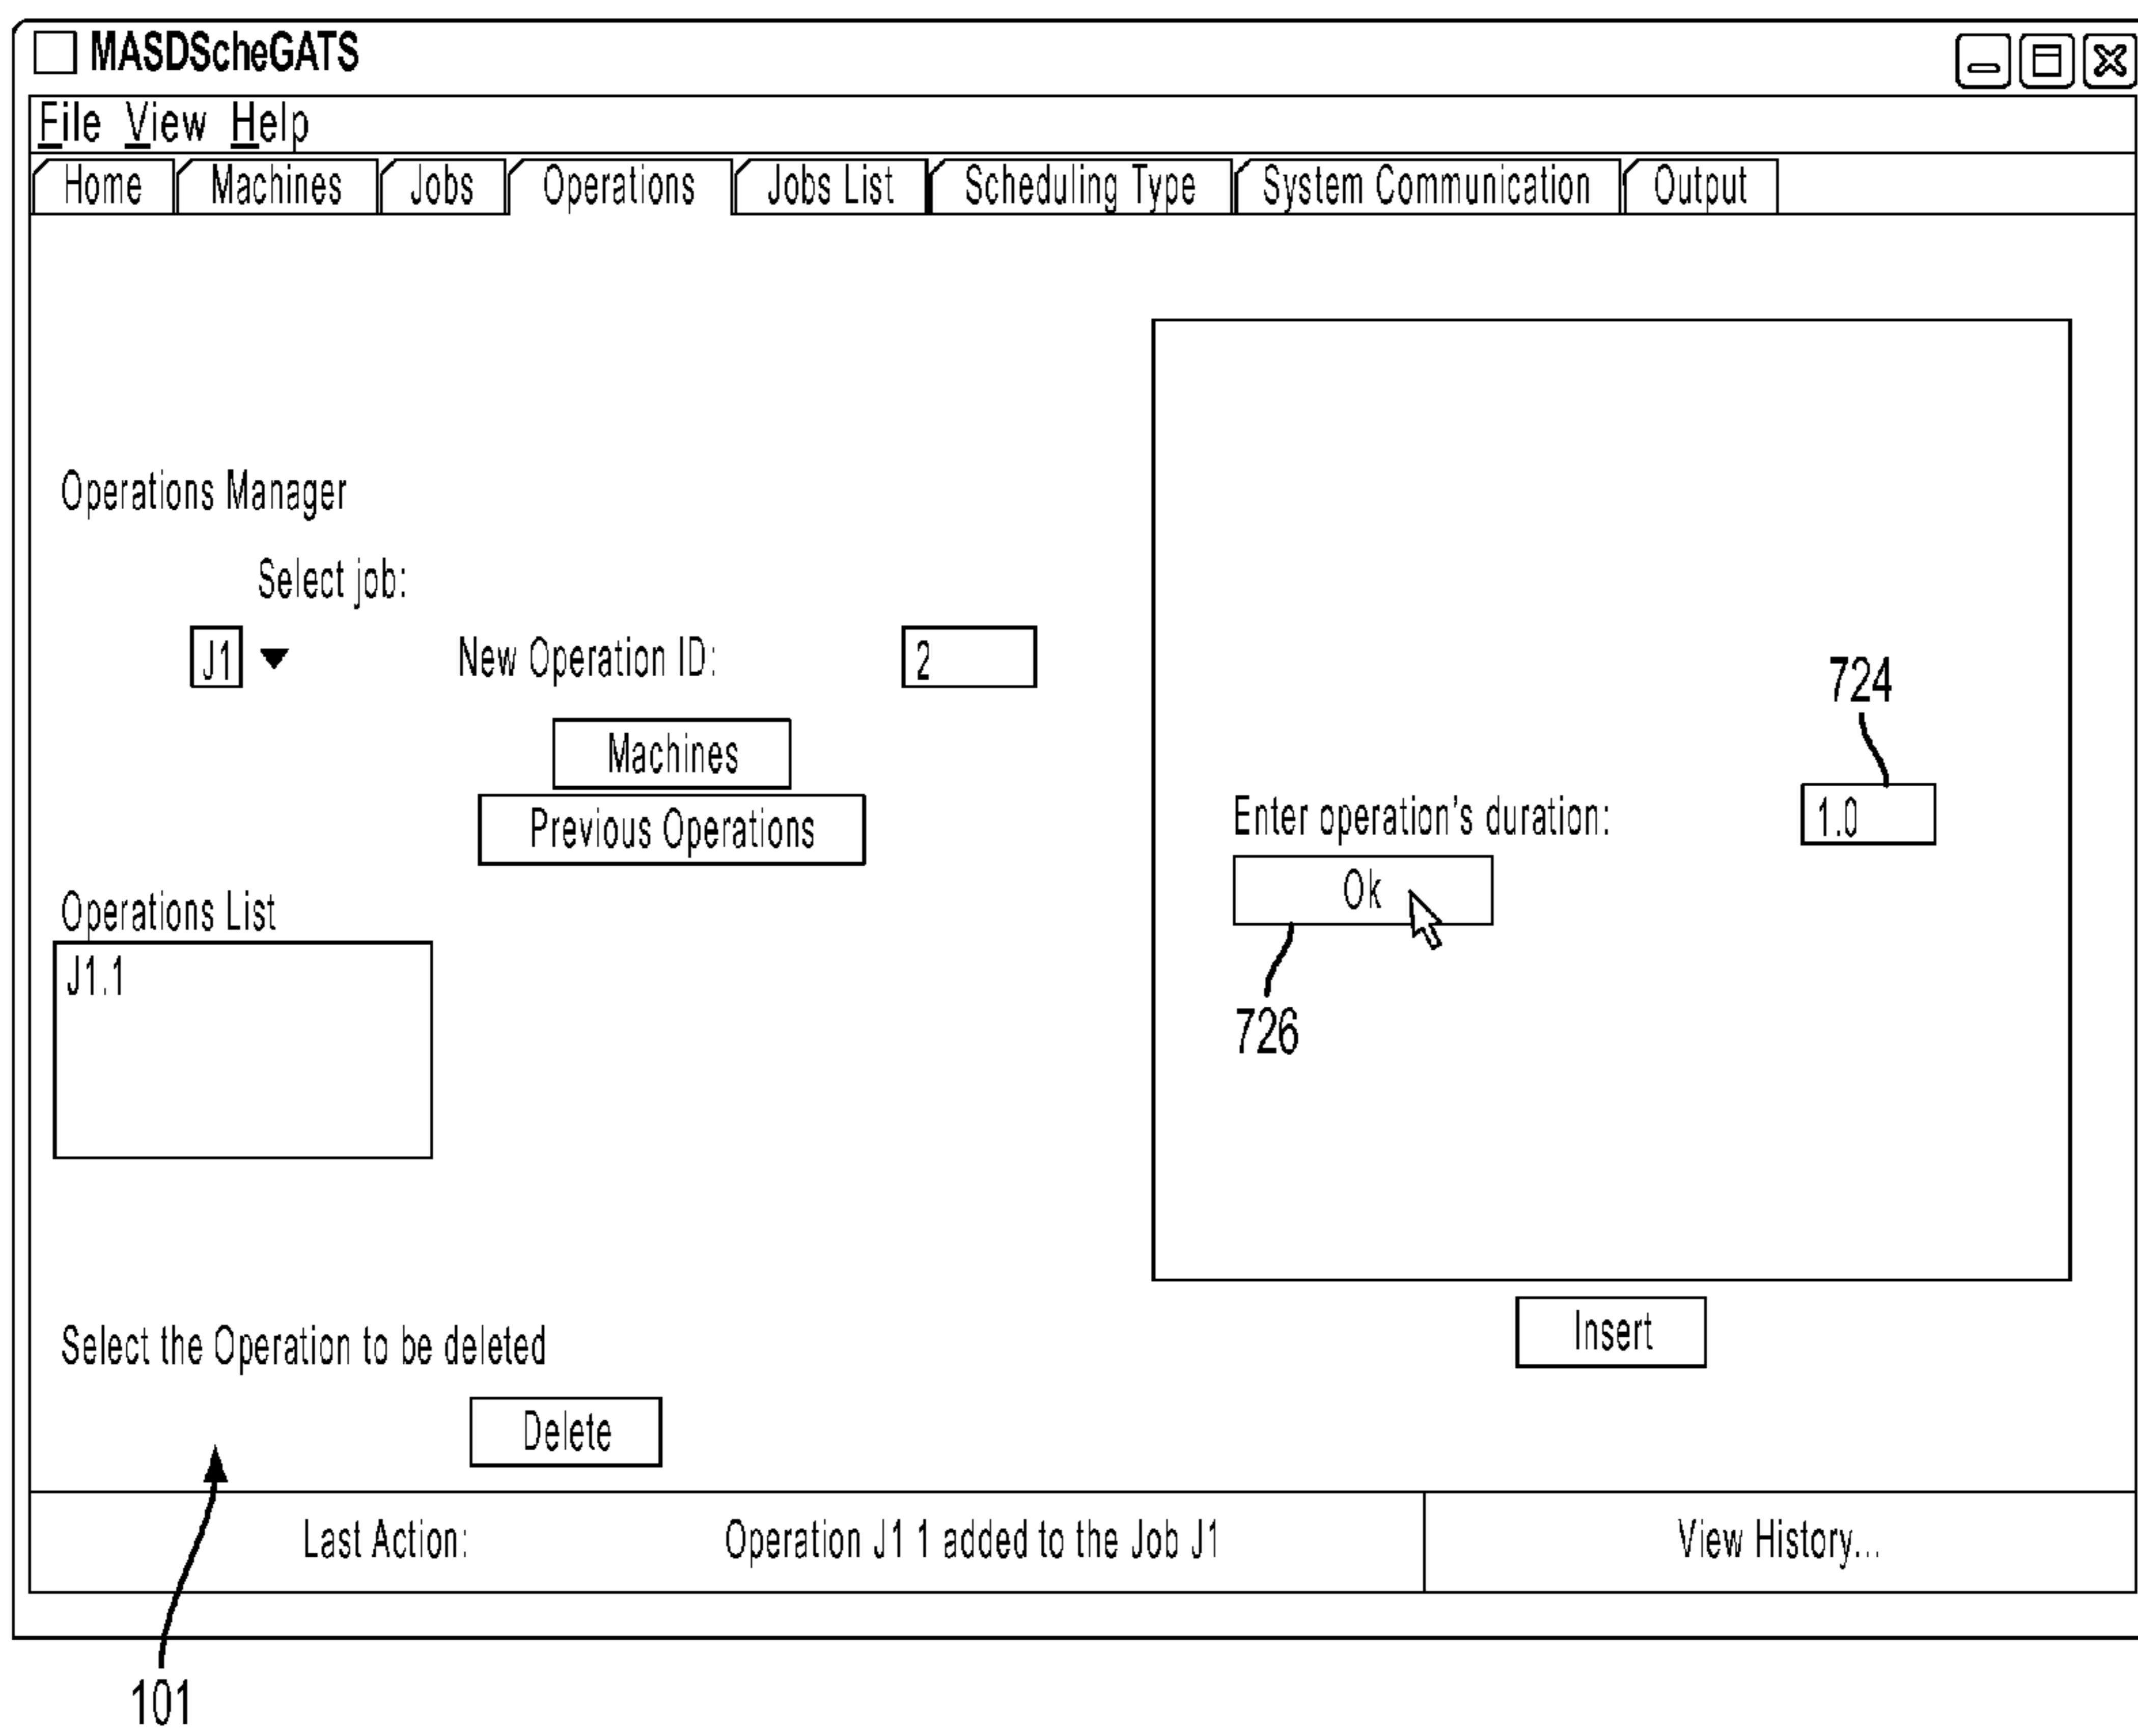 MASDScheGATS
File View Help
Home Machines Jobs Operations Jobs List Scheduling Type System Communication Output
Operations Manager
Select job:
J1 New Operation ID: 2
724
Machines
Enter operation's duration: 1.0
Previous Operations
Ok
Operations List
J1.1
726
Insert
Select the Operation to be deleted
Delete
Last Action: Operation J1 1 added to the Job J1 View History...
101